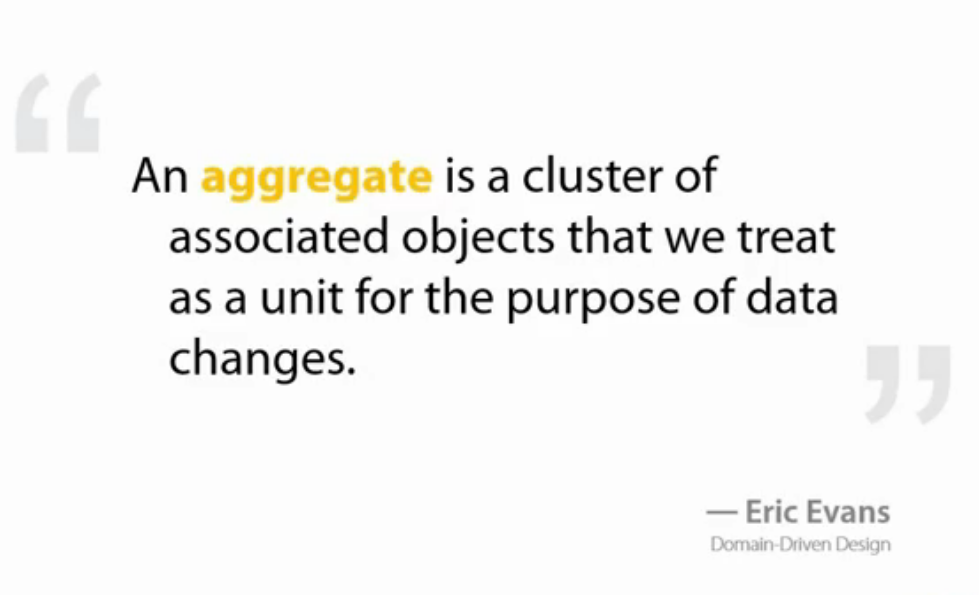 “
An aggregate is a cluster of
associated objects that we treat
as a unit for the purpose of data
changes.
”
— Eric Evans
Domain-Driven Design